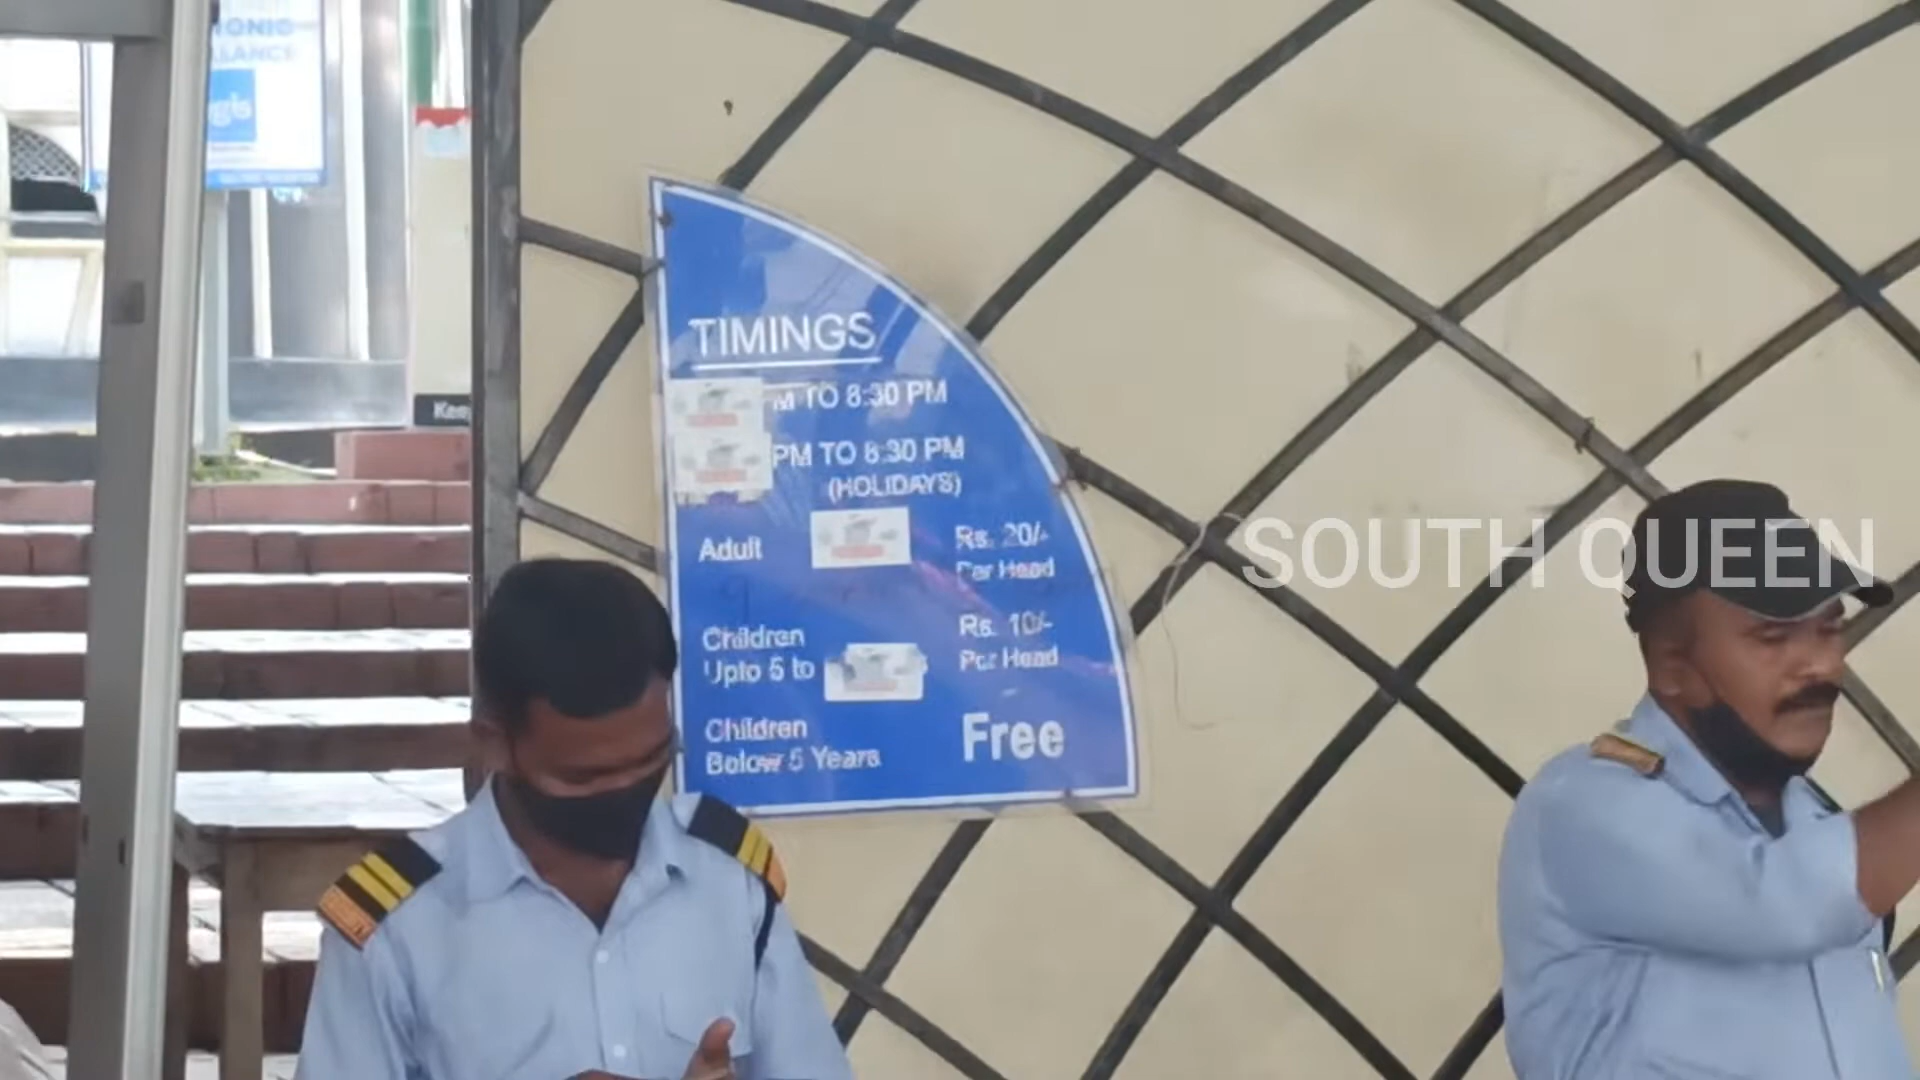 TIMINGS
M TO 8:30 PM
PM TO 8:30 PM
(HOLIDAYS)
Adult
Rs. 20/-
Per Head
Children
Upto 5 to
Rs. 10/-
Per Head
Children
Below 5 Years
Free
SOUTH QUEEN